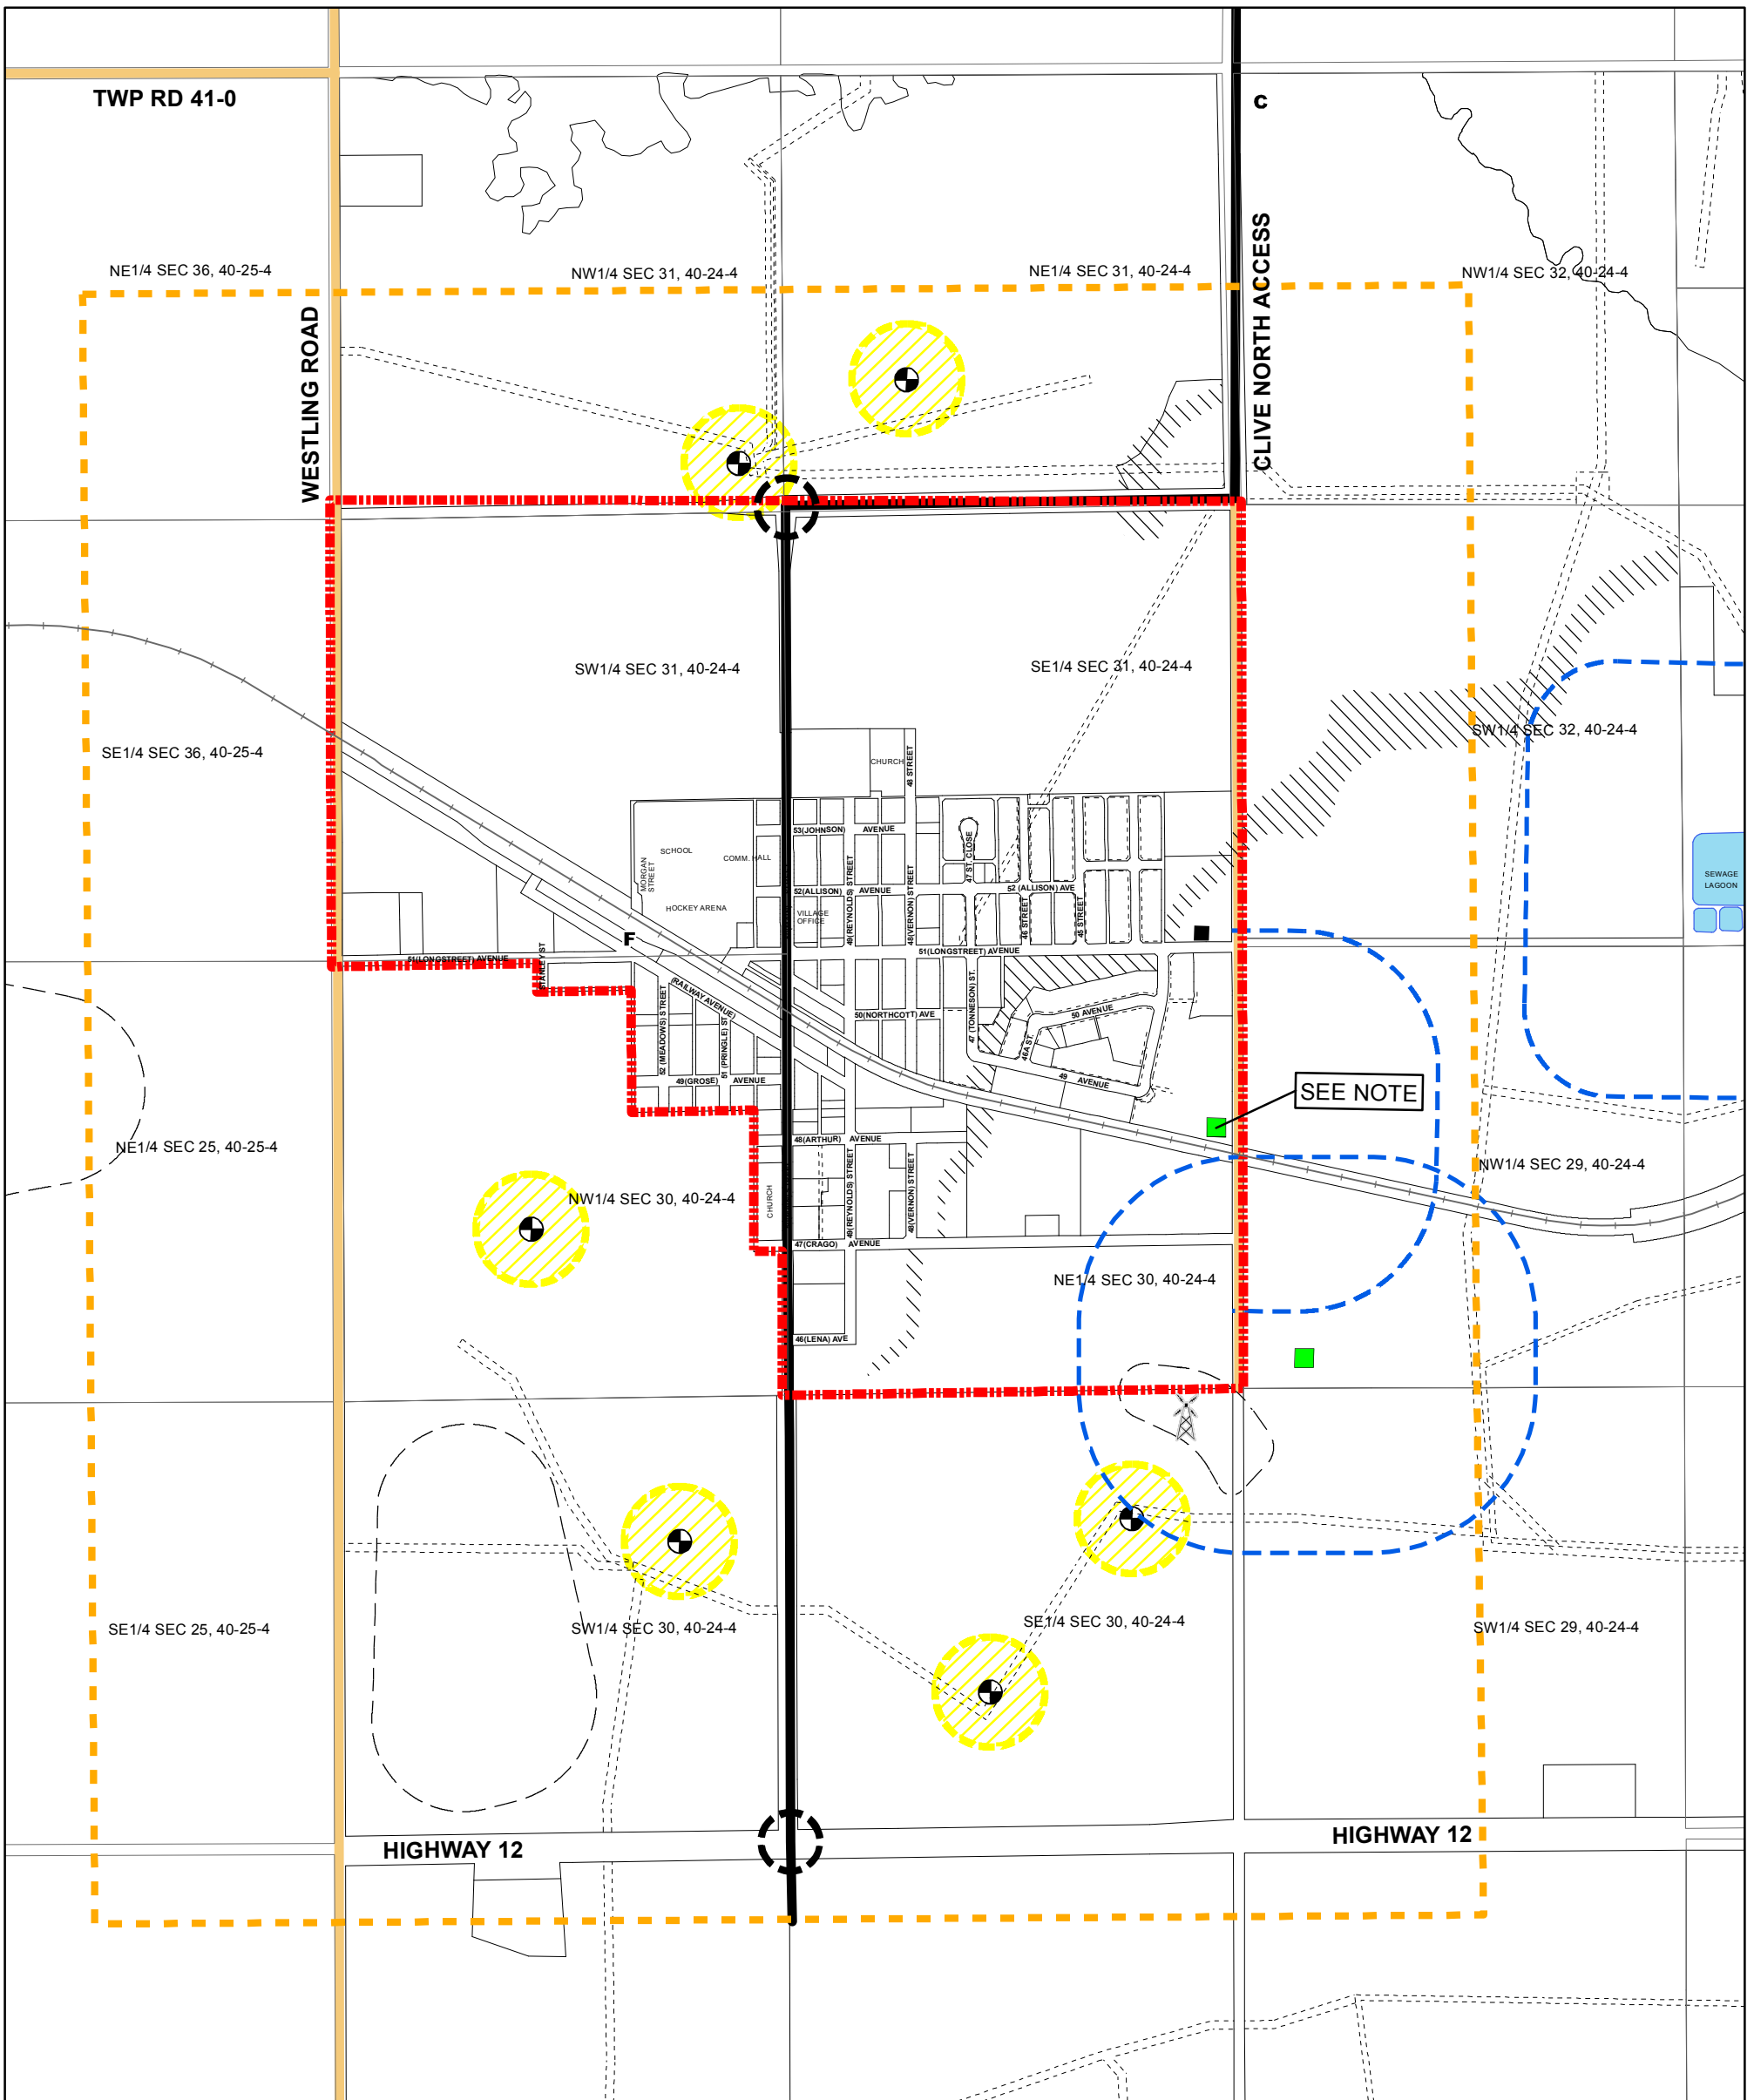 TWP RD 41-0
C
NE1/4 SEC 36, 40-25-4
NW1/4 SEC 31, 40-24-4
NE1/4 SEC 31, 40-24-4
NW1/4 SEC 32, 40-24-4
WESTLING ROAD
CLIVE NORTH ACCESS
SW1/4 SEC 31, 40-24-4
SE1/4 SEC 31, 40-24-4
SE1/4 SEC 36, 40-25-4
SW1/4 SEC 32, 40-24-4
CHURCH
48 STREET
53(JOHNSON) AVENUE
SCHOOL
COMM. HALL
MORGAN
STREET
47 ST. CLOSE
52(ALLISON) AVENUE
52 (ALLISON) AVE
HOCKEY ARENA
VILLAGE
OFFICE
49(REYNOLDS) STREET
48(VERNON) STREET
46 STREET
45 STREET
SEWAGE
LAGOON
F
51(LONGSTREET) AVENUE
51(LONGSTREET) AVENUE
STANLEY ST
(RAILWAY AVENUE)
52 (MEADOWS) STREET
51 (PRINGLE) ST
50(NORTHCOTT) AVE
47 (TONNESON) ST.
50 AVENUE
46A ST.
49 AVENUE
49(GROSE) AVENUE
SEE NOTE
48(ARTHUR) AVENUE
NE1/4 SEC 25, 40-25-4
NW1/4 SEC 30, 40-24-4
NW1/4 SEC 29, 40-24-4
CHURCH
49(REYNOLDS) STREET
48(VERNON) STREET
47(CRAGO) AVENUE
NE1/4 SEC 30, 40-24-4
46(LENA) AVE
SE1/4 SEC 25, 40-25-4
SW1/4 SEC 30, 40-24-4
SE1/4 SEC 30, 40-24-4
SW1/4 SEC 29, 40-24-4
HIGHWAY 12
HIGHWAY 12